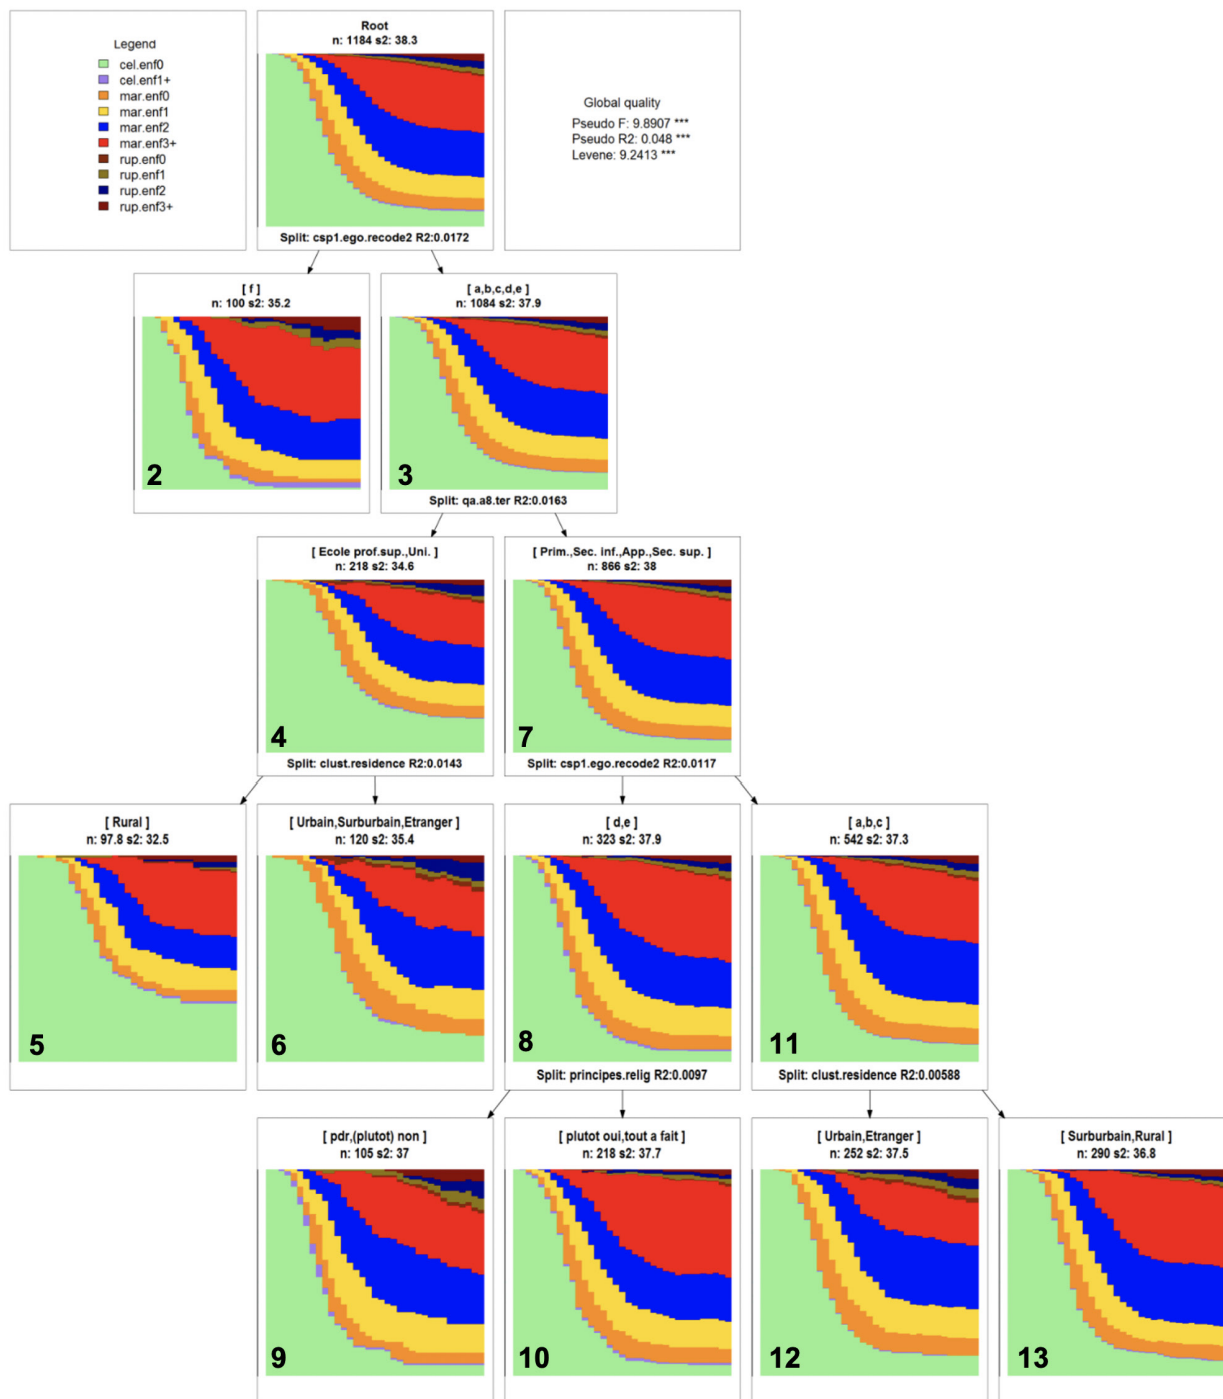 Legend
cel.enf0
cel.enf1+
mar.enf0
mar.enf1
mar.enf2
mar.enf3+
rup.enf0
rup.enf1
rup.enf2
rup.enf3+
Root
n: 1184 s2: 38.3
Split: csp1.ego.recode2 R2:0.0172
Global quality
Pseudo F: 9.8907 ***
Pseudo R2: 0.048 ***
Levene: 9.2413 ***
[ f ]
n: 100 s2: 35.2
2
[ a,b,c,d,e ]
n: 1084 s2: 37.9
3
Split: qa.a8.ter R2:0.0163
[ Ecole prof.sup.,Uni. ]
n: 218 s2: 34.6
4
Split: clust.residence R2:0.0143
[ Prim.,Sec. inf.,App.,Sec. sup. ]
n: 866 s2: 38
7
Split: csp1.ego.recode2 R2:0.0117
[ Rural ]
n: 97.8 s2: 32.5
5
[ Urbain,Surburbain,Etranger ]
n: 120 s2: 35.4
6
[ d,e ]
n: 323 s2: 37.9
8
Split: principes.relig R2:0.0097
[ a,b,c ]
n: 542 s2: 37.3
11
Split: clust.residence R2:0.00588
[ pdr,(plutot) non ]
n: 105 s2: 37
9
[ plutot oui,tout a fait ]
n: 218 s2: 37.7
10
[ Urbain,Etranger ]
n: 252 s2: 37.5
12
[ Surburbain,Rural ]
n: 290 s2: 36.8
13